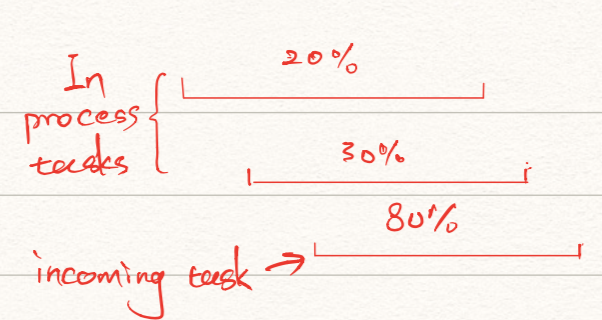 20%
In
process
tasks
30%
80%
incoming task